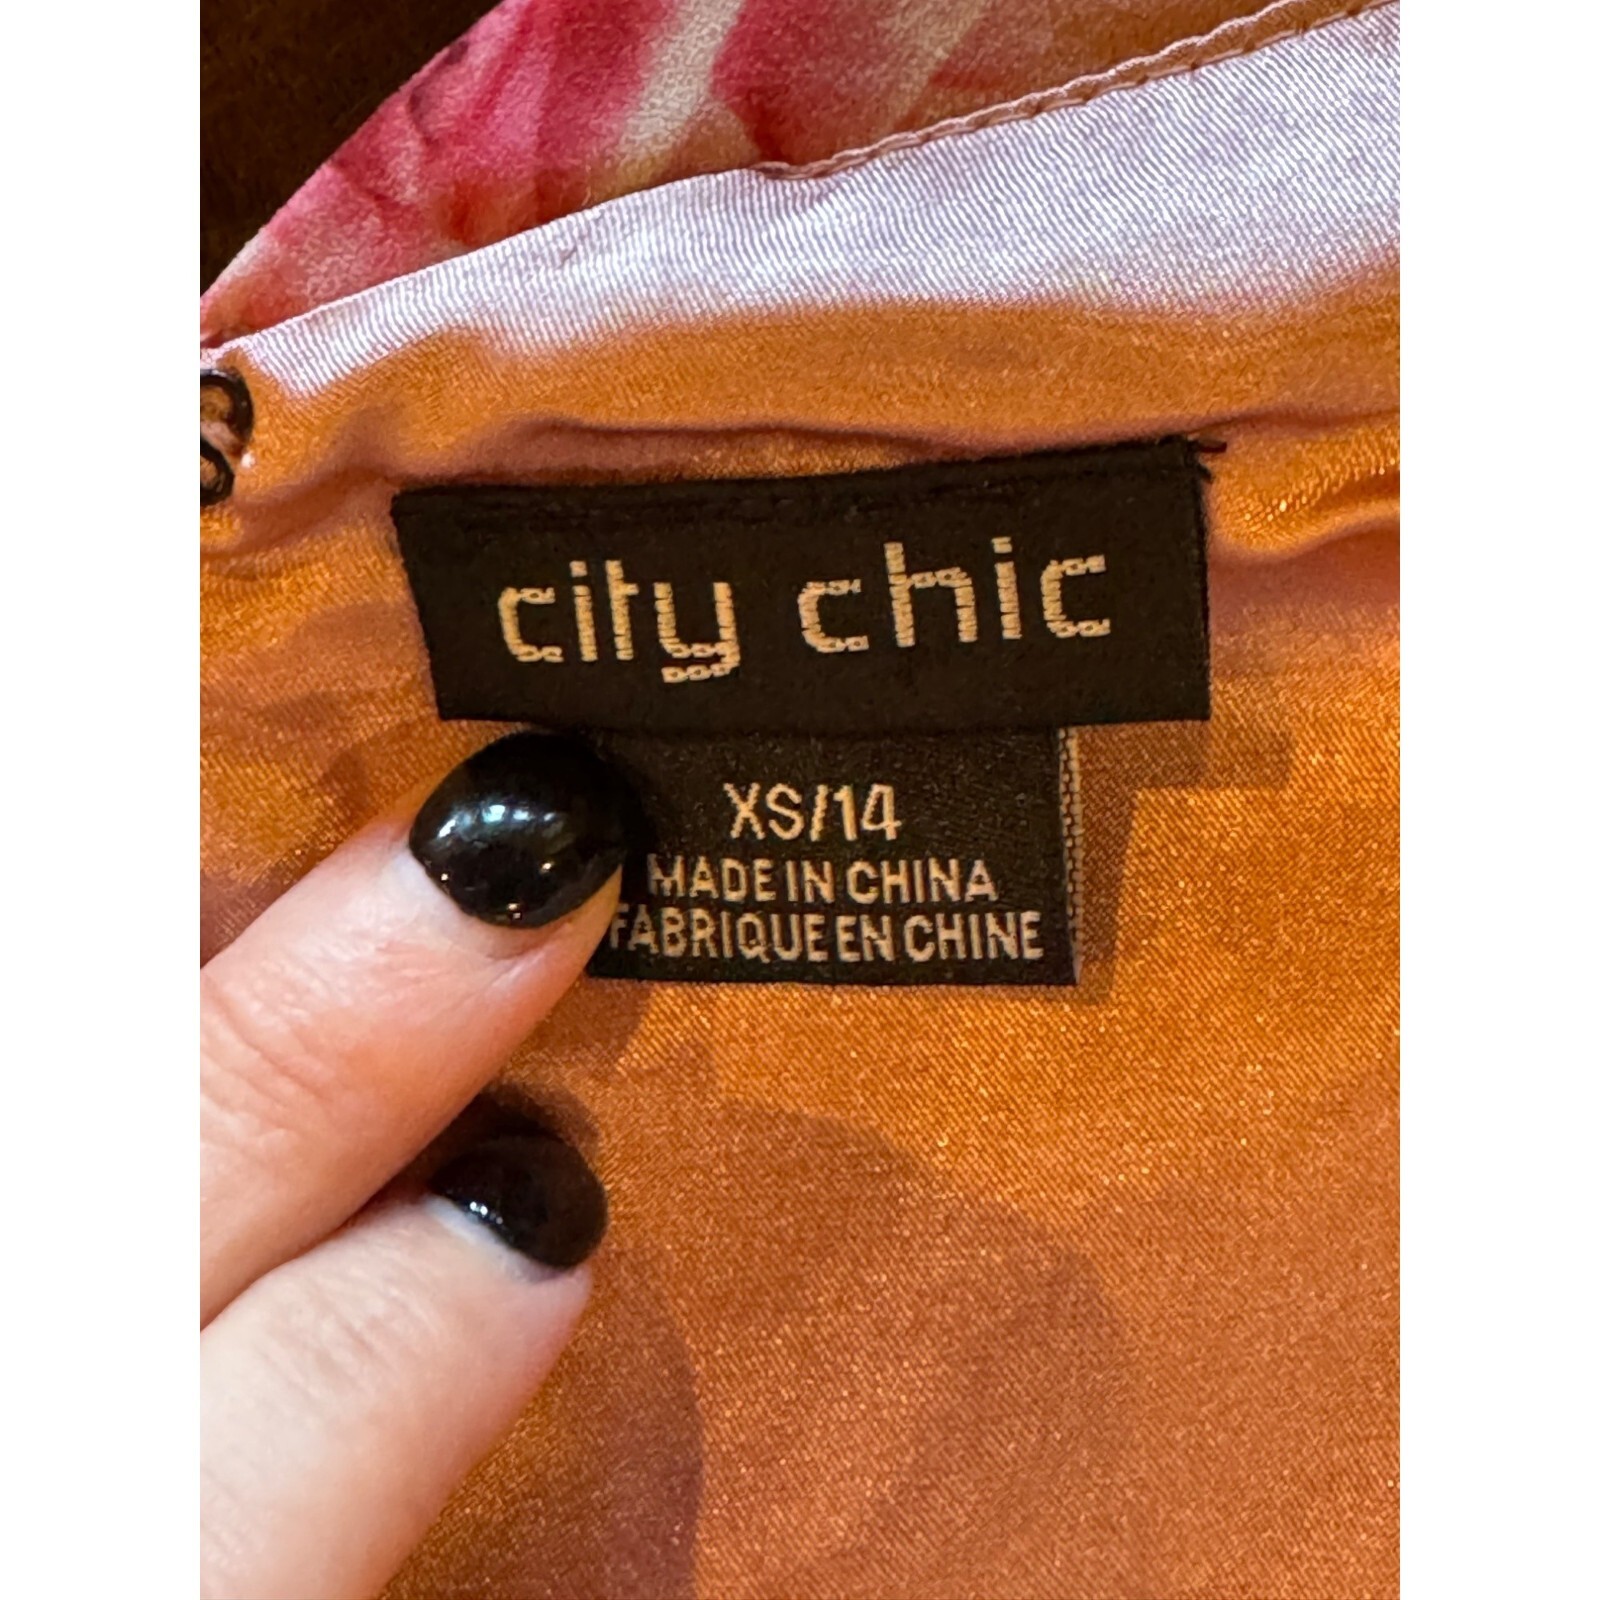 city chic
XS/14
MADE IN CHINA
FABRIQUE EN CHINE